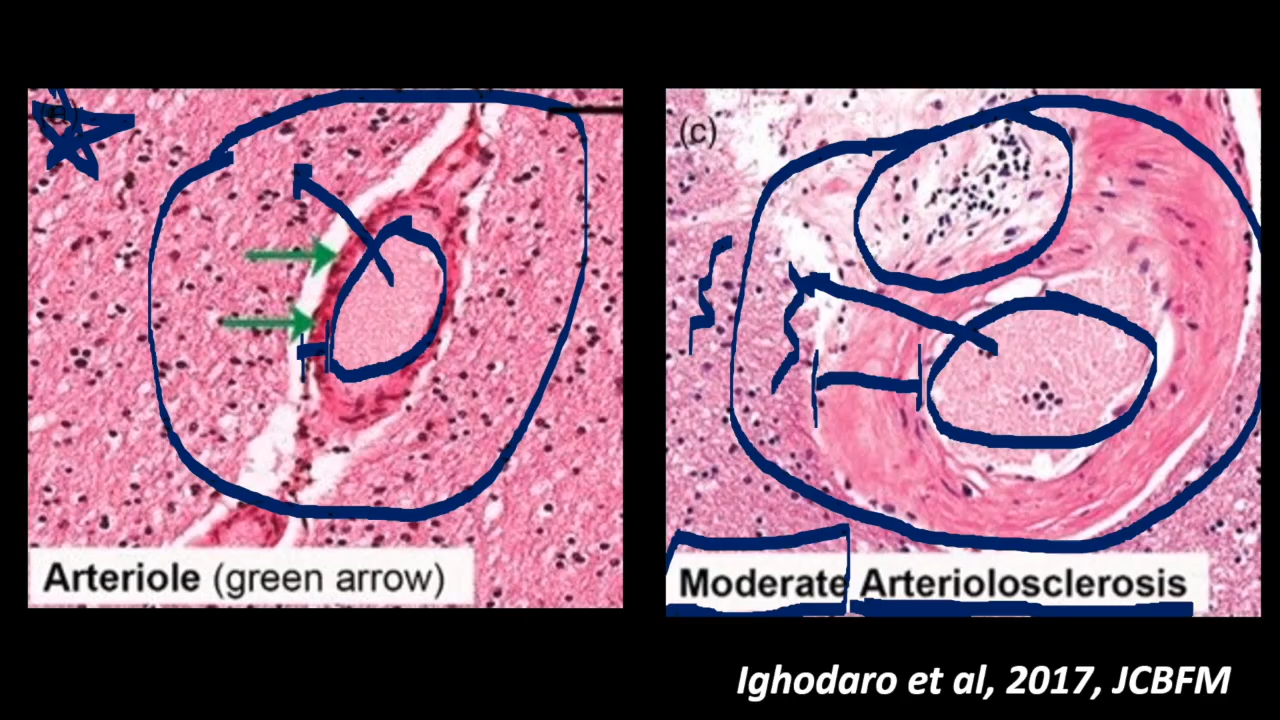 (a)
(c)
Arteriole (green arrow)
Moderate Arteriolosclerosis
Ighodaro et al, 2017, JCBFM